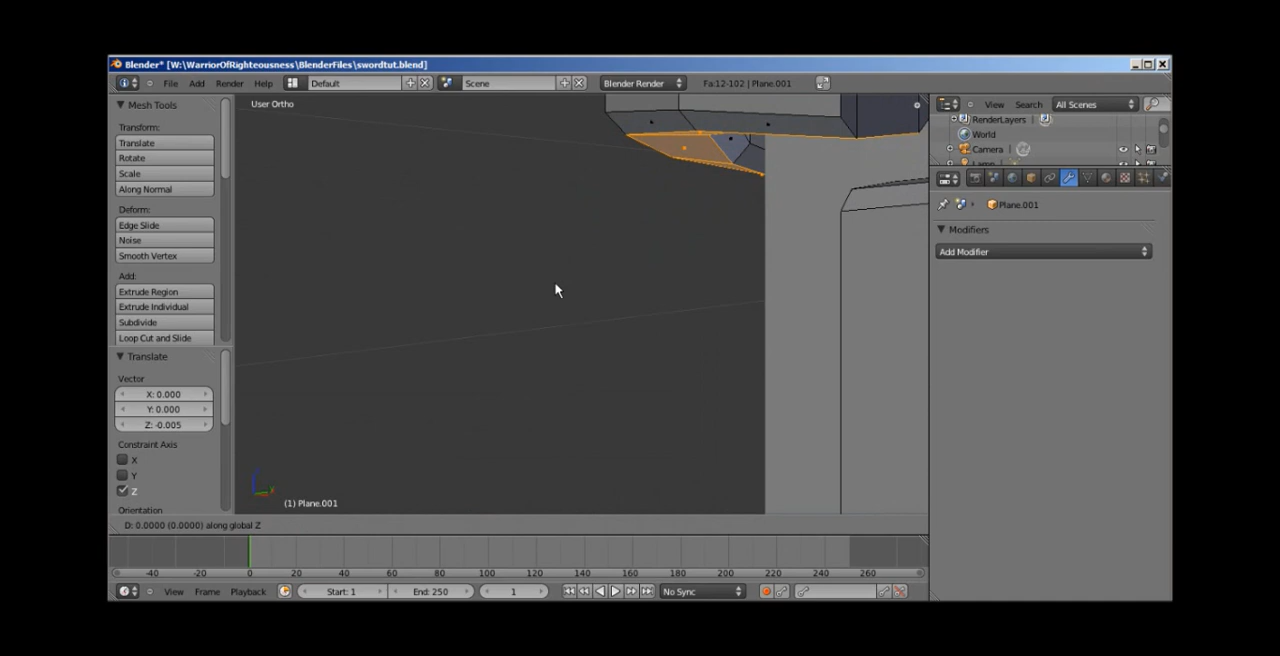 Blender* [W:\WarriorOfRighteousness\BlenderFiles\swordtut.blend]
File Add Render Help Default Scene Blender Render Fa:12-102 | Plane.001
Mesh Tools
Transform:
Translate
Rotate
Scale
Along Normal
Deform:
Edge Slide
Noise
Smooth Vertex
Add:
Extrude Region
Extrude Individual
Subdivide
Loop Cut and Slide
Translate
Vector
X: 0.000
Y: 0.000
Z: -0.005
Constraint Axis
X
Y
Z
Orientation
User Ortho
(1) Plane.001
D: 0.0000 (0.0000) along global Z
View Search All Scenes
RenderLayers
World
Camera
Plane.001
Modifiers
Add Modifier
-40 -20 0 20 40 60 80 100 120 140 160 180 200 220 240 260
View Frame Playback Start: 1 End: 250 1 No Sync